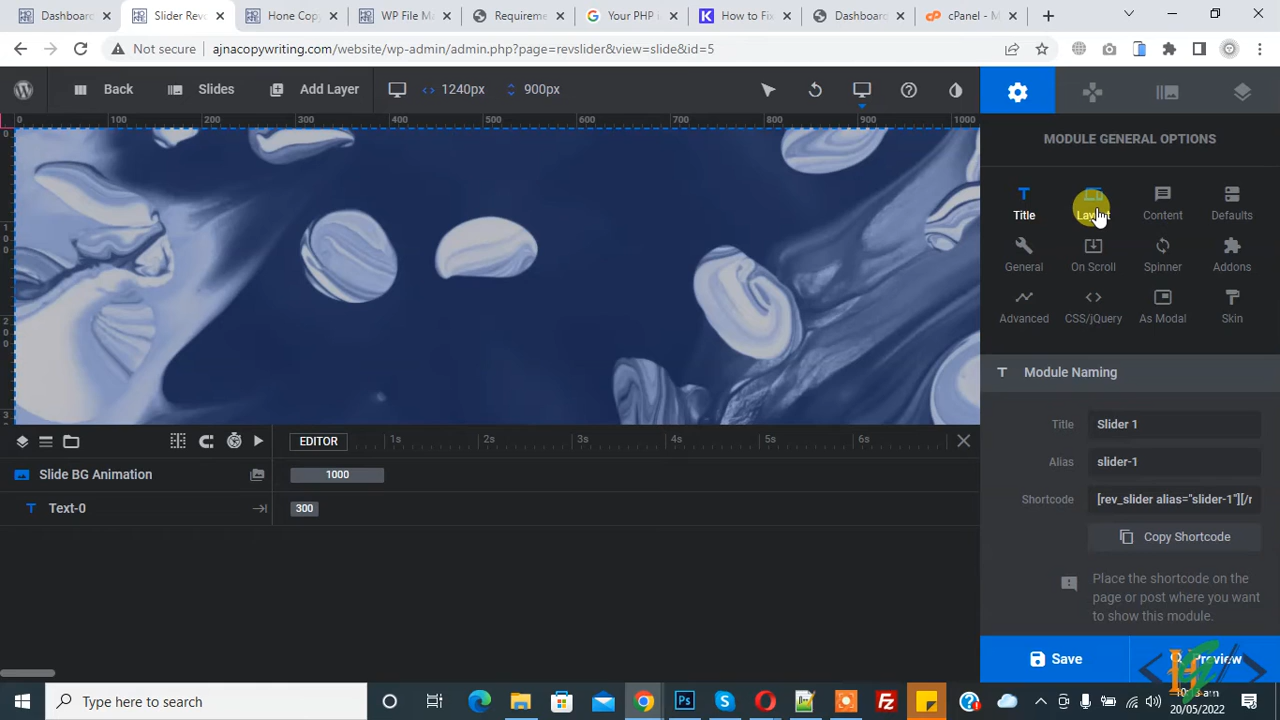 Dashboard
Slider Rev
Hone Cop
WP File Ma
Requireme
Your PHP i
How to Fix
Dashboard
cPanel - M
Not secure
ajnacopywriting.com/website/wp-admin/admin.php?page=revslider&view=slide&id=5
Back
Slides
Add Layer
1240px
900px
0 100 200 300 400 500 600 700 800 900 1000
MODULE GENERAL OPTIONS
Title
Layout
Content
Defaults
General
On Scroll
Spinner
Addons
Advanced
CSS/jQuery
As Modal
Skin
Module Naming
Title
Slider 1
Alias
slider-1
Shortcode
[rev_slider alias="slider-1"][/r
Copy Shortcode
Place the shortcode on the
page or post where you want
to show this module.
Save
Preview
EDITOR
1s 2s 3s 4s 5s 6s
Slide BG Animation
1000
Text-0
300
Type here to search
20/05/2022